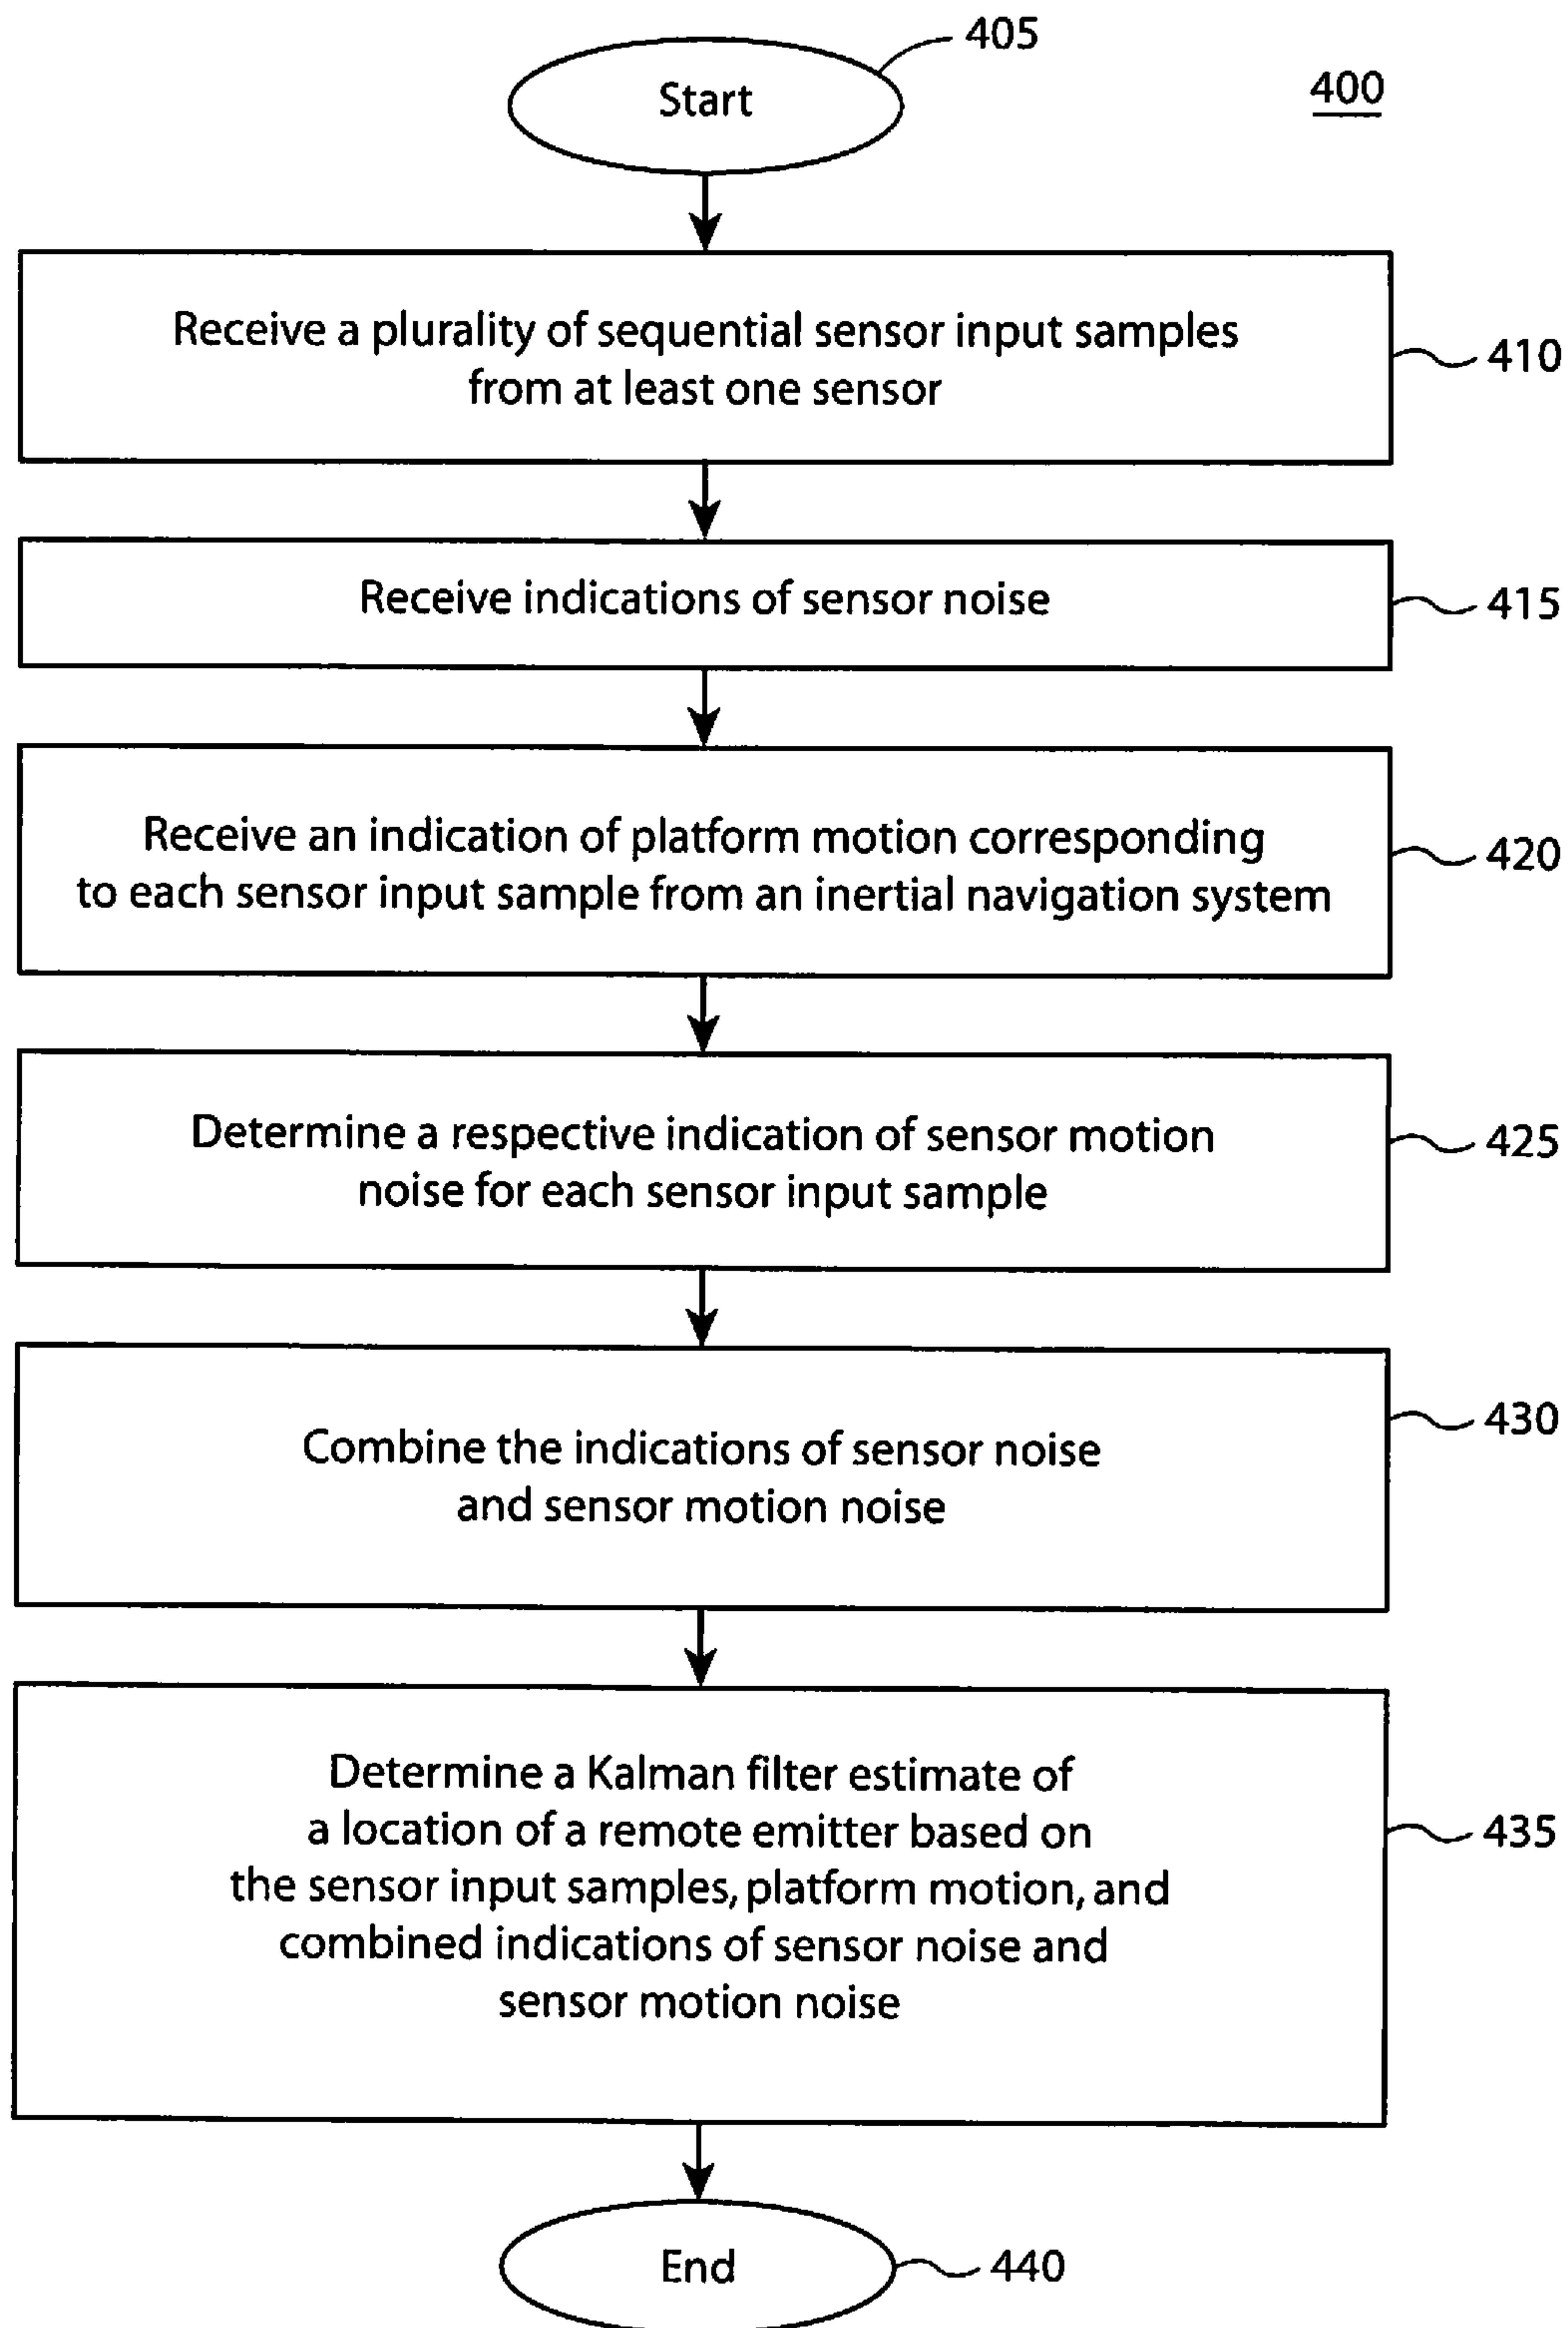 405
Start
400
Receive a plurality of sequential sensor input samples
from at least one sensor
410
Receive indications of sensor noise
415
Receive an indication of platform motion corresponding
to each sensor input sample from an inertial navigation system
420
Determine a respective indication of sensor motion
noise for each sensor input sample
425
Combine the indications of sensor noise
and sensor motion noise
430
Determine a Kalman filter estimate of
a location of a remote emitter based on
the sensor input samples, platform motion, and
combined indications of sensor noise and
sensor motion noise
435
End
440